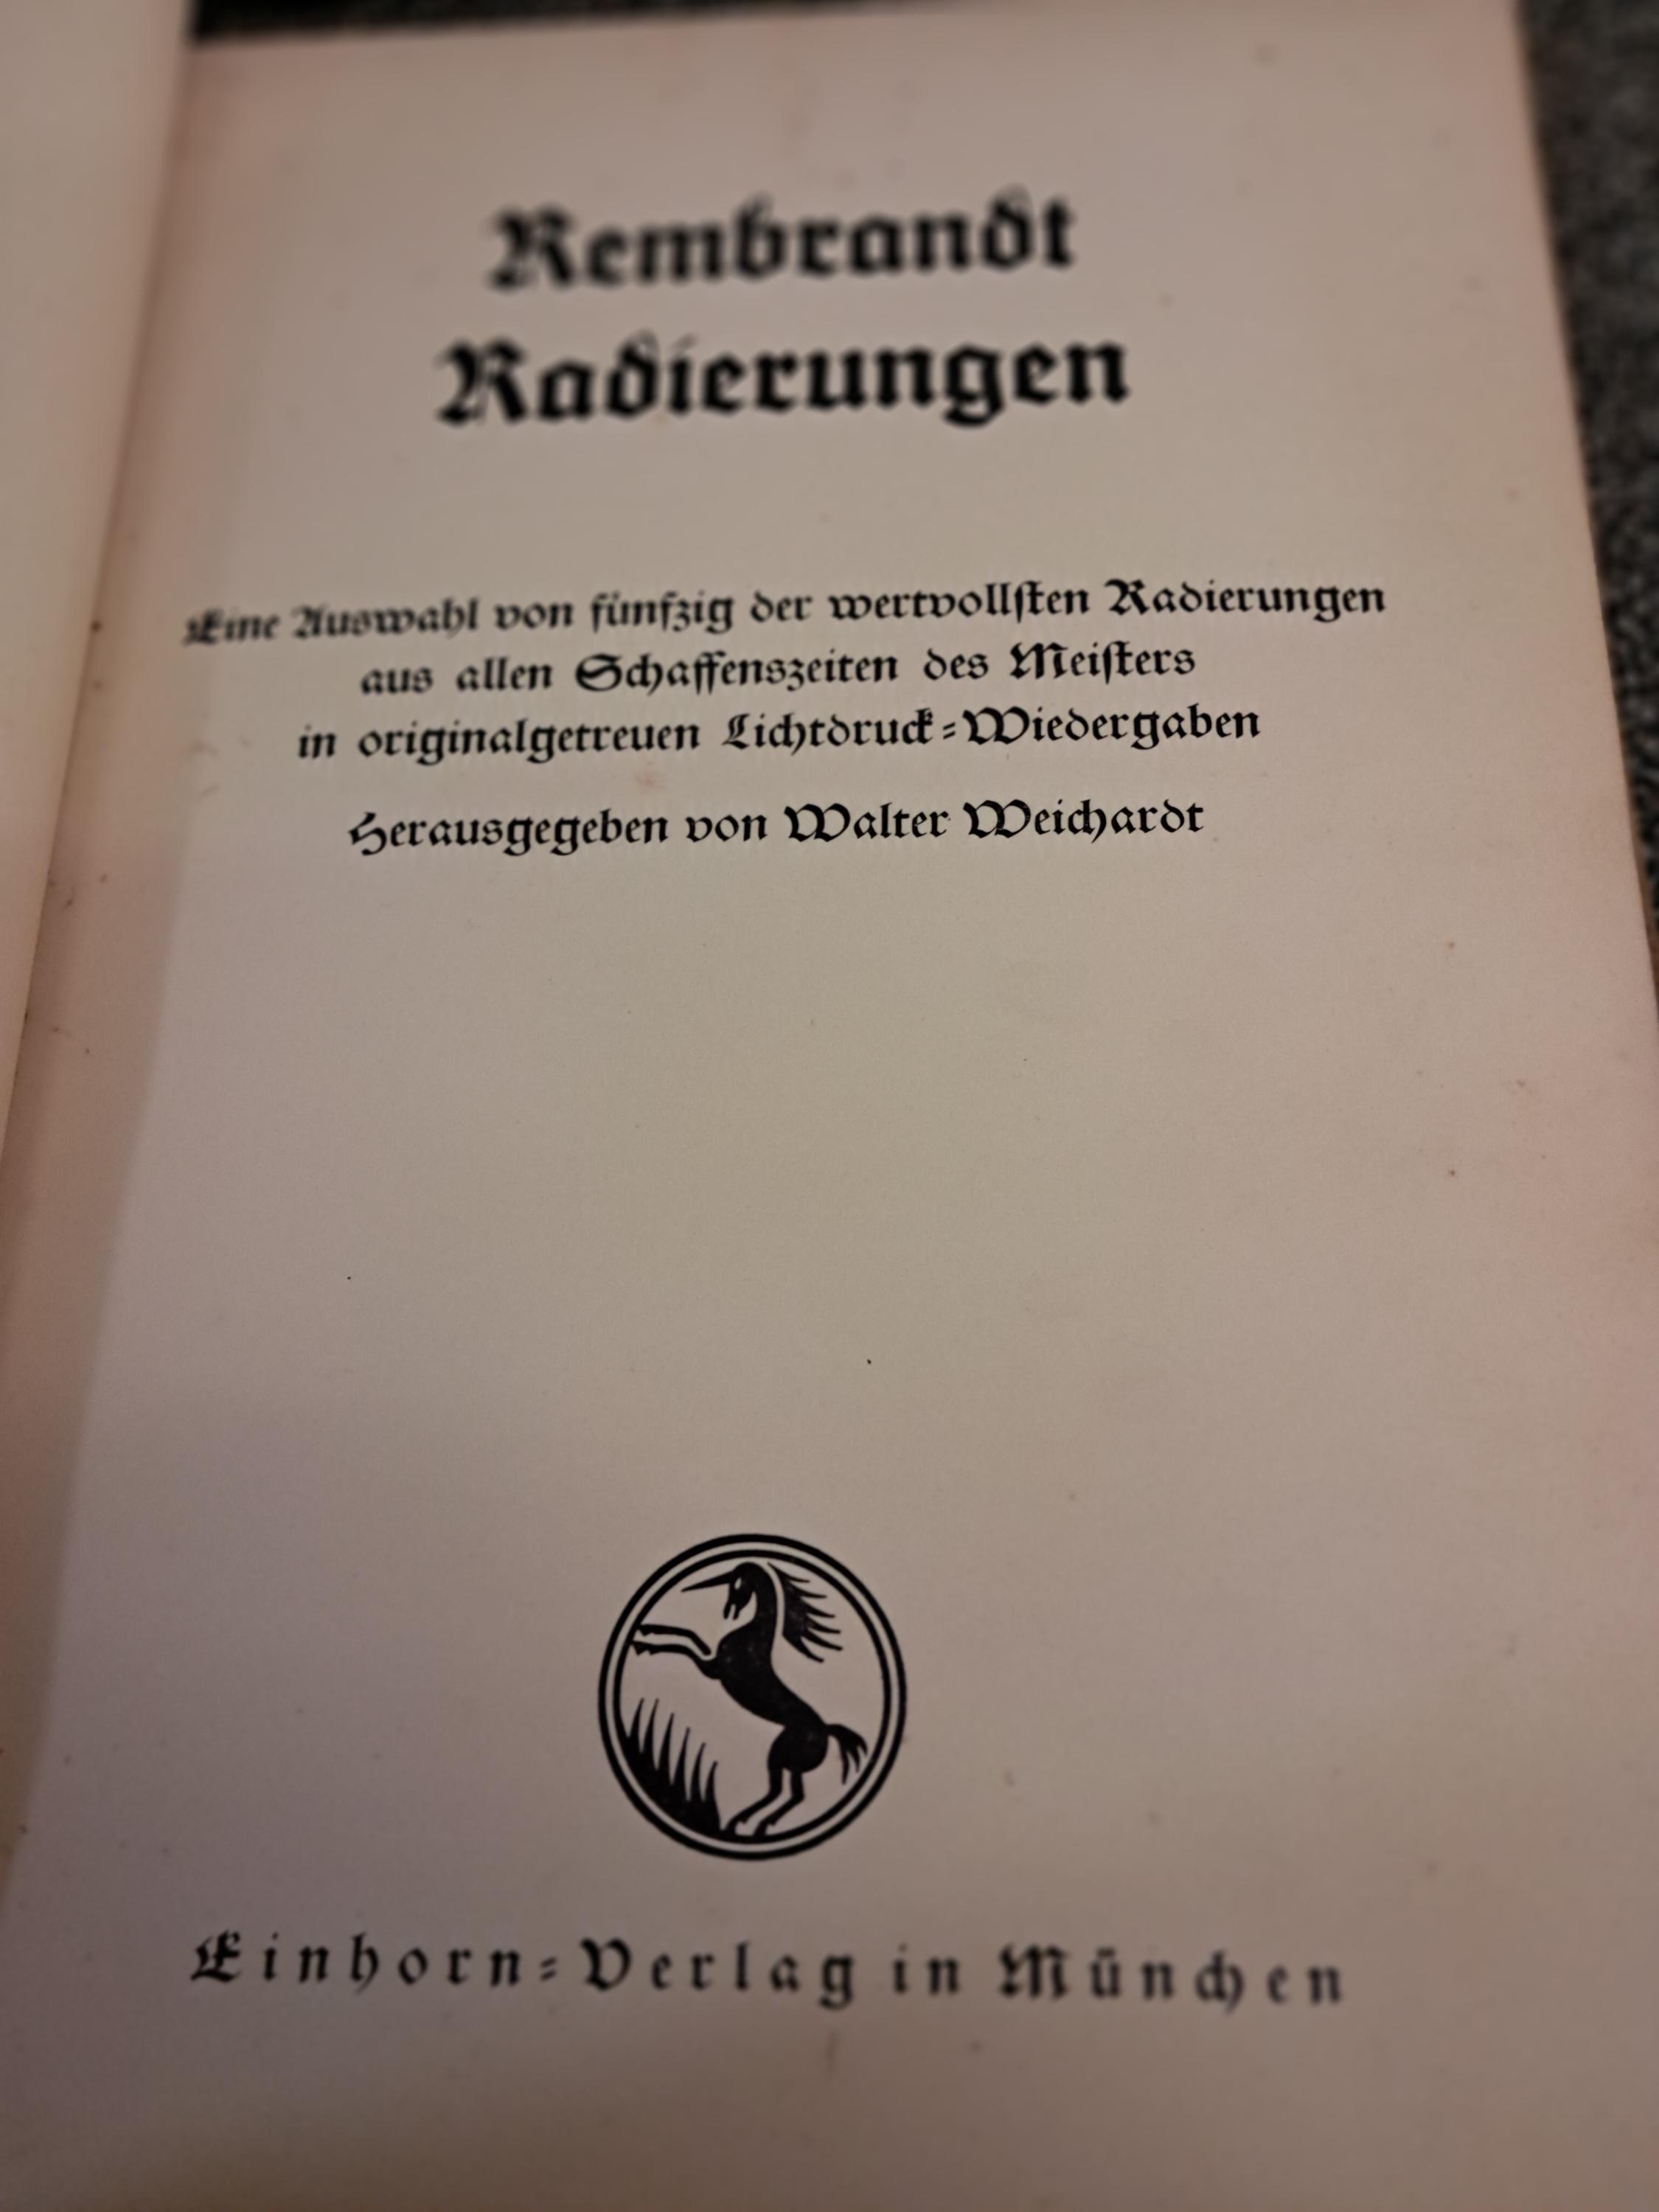 Rembrandt
Radierungen
Eine Auswahl von fünfzig der wertvollsten Radierungen
aus allen Schaffenszeiten des Meisters
in originalgetreuen Lichtdruck=Wiedergaben
Herausgegeben von Walter Weichardt
Einhorn=Verlag in München